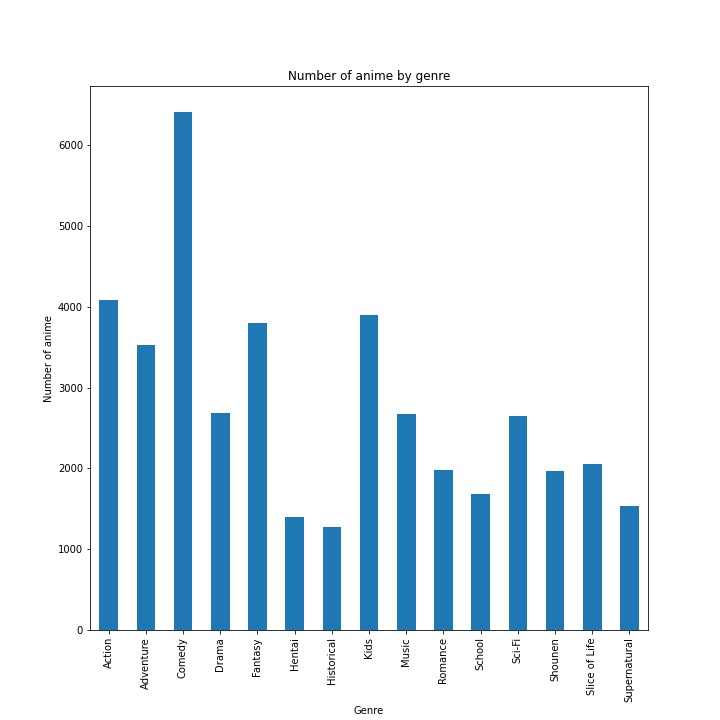 Number of anime by genre
Number of anime
6000
5000
4000
3000
2000
1000
0
Action
Adventure
Comedy
Drama
Fantasy
Hentai
Historical
Kids
Music
Romance
School
Sci-Fi
Shounen
Slice of Life
Supernatural
Genre